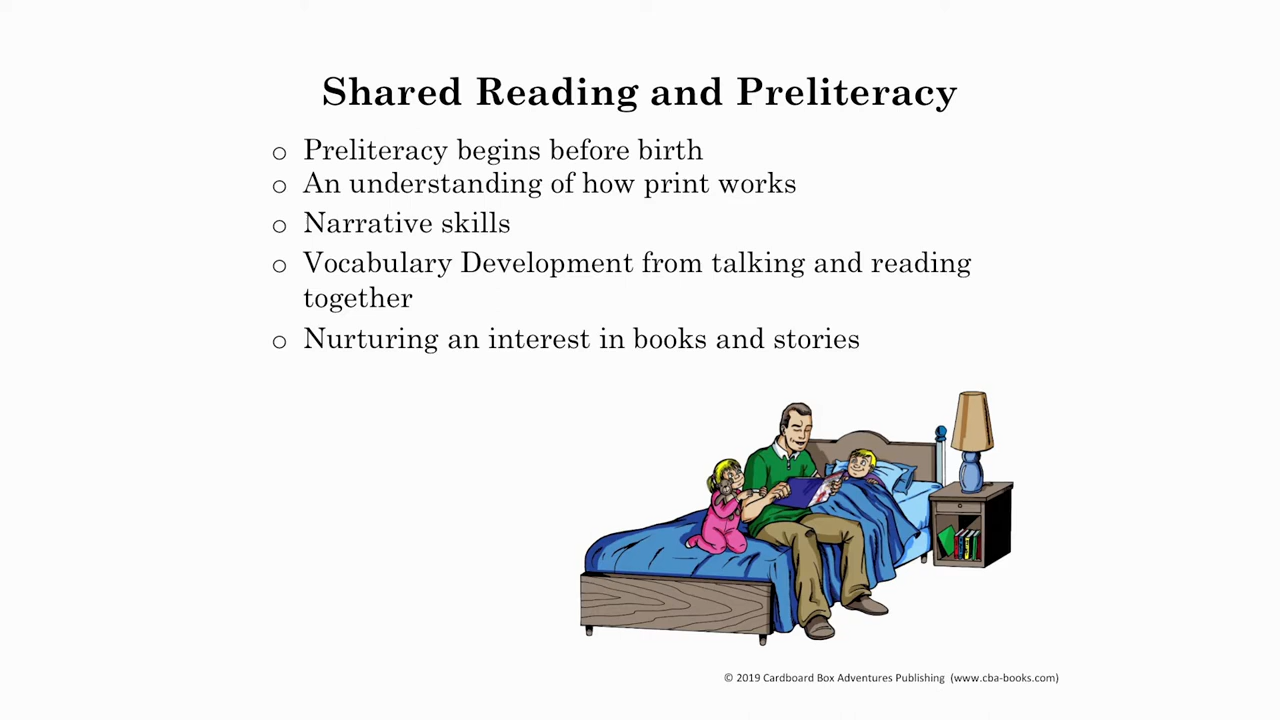 Shared Reading and Preliteracy
o Preliteracy begins before birth
o An understanding of how print works
o Narrative skills
o Vocabulary Development from talking and reading
together
o Nurturing an interest in books and stories
© 2019 Cardboard Box Adventures Publishing (www.cba-books.com)